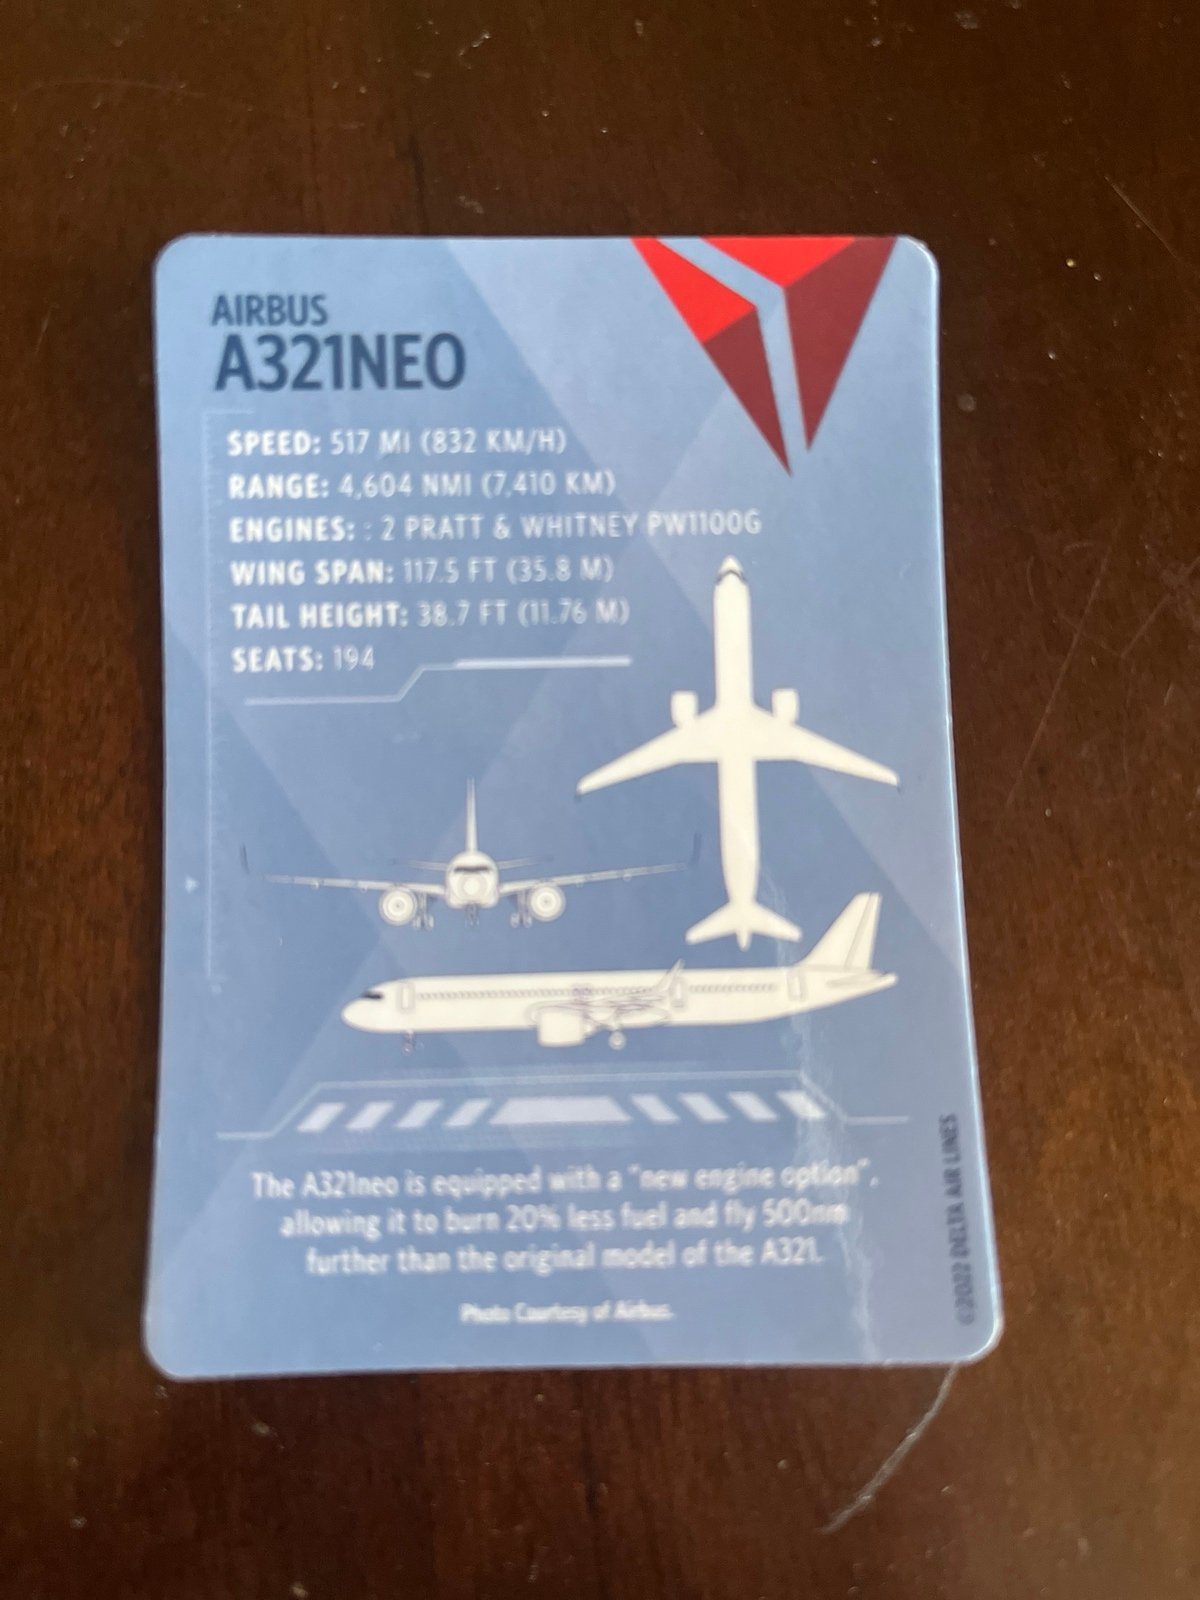 AIRBUS
A321NEO
SPEED: 517 MI (832 KM/H)
RANGE: 4,604 NMI (7,410 KM)
ENGINES: : 2 PRATT & WHITNEY PW1100G
WING SPAN: 117.5 FT (35.8 M)
TAIL HEIGHT: 38.7 FT (11.76 M)
SEATS: 194
The A321neo is equipped with a "new engine option",
allowing it to burn 20% less fuel and fly 500nm
further than the original model of the A321.
Photo Courtesy of Airbus.
©2022 DELTA AIR LINES